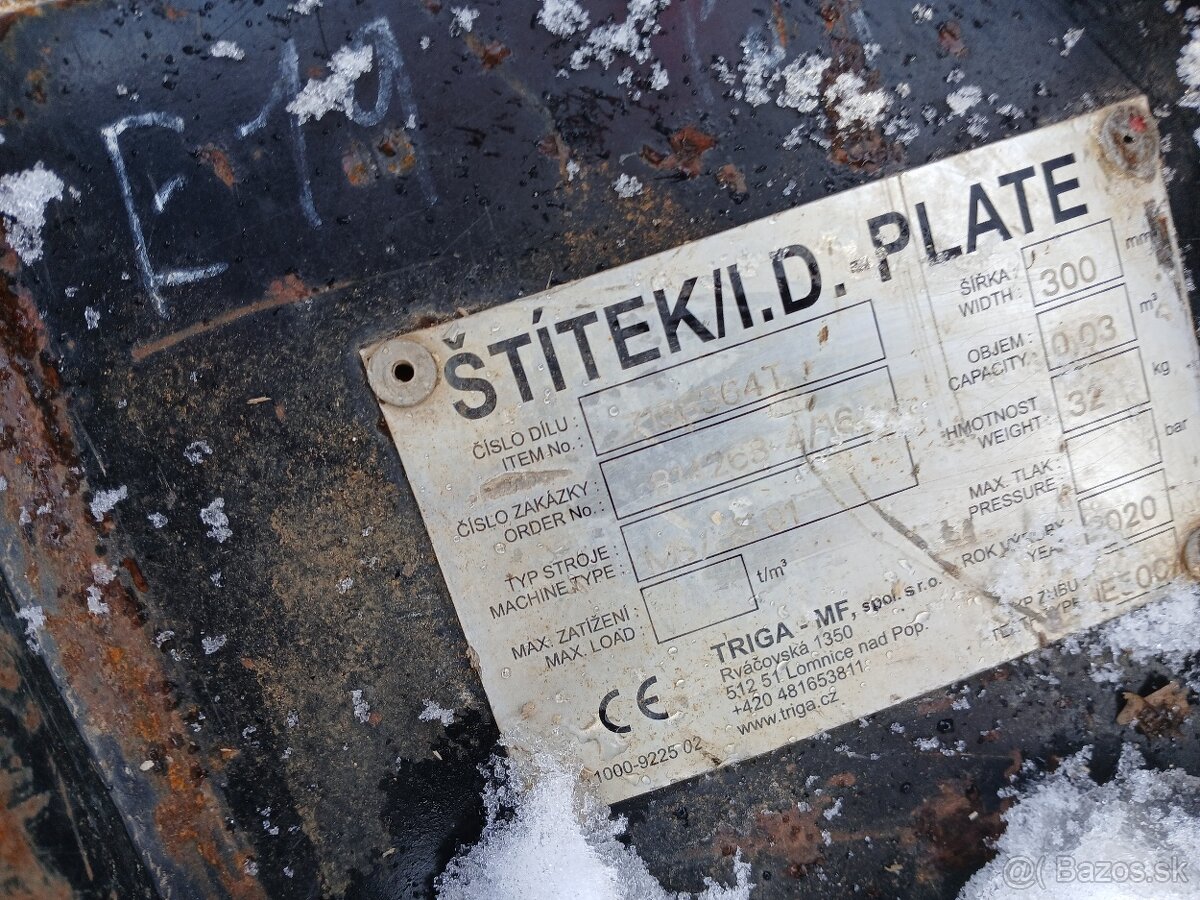 E19
ŠTÍTEK/I.D. PLATE
ČÍSLO DÍLU :
ITEM No.:
ČÍSLO ZAKÁZKY :
ORDER No.:
TYP STROJE :
MACHINE TYPE :
MAX. ZATÍŽENÍ :
MAX. LOAD
t/m³
ŠÍŘKA :
WIDTH : 300 mm
OBJEM :
CAPACITY: 0,03 m³
HMOTNOST
WEIGHT : 32 kg
MAX. TLAK :
PRESSURE : bar
ROK
YEAR 2020
TRIGA - MF, spol. s r.o.
Rváčovská 1350
512 51 Lomnice nad Pop.
+420 481653811
www.triga.cz
CE
1000-9225 02
@( Bazos.sk